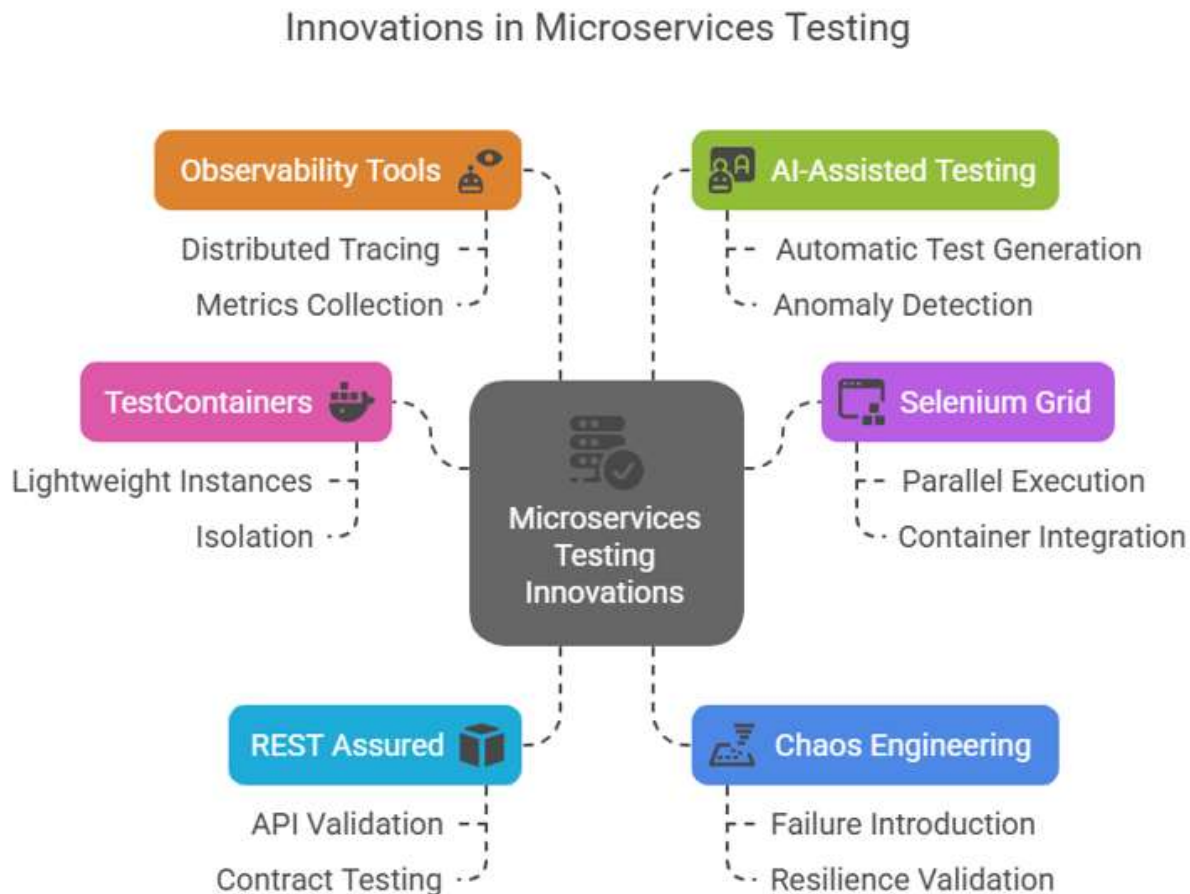 Innovations in Microservices Testing
Observability Tools
Distributed Tracing
Metrics Collection
AI-Assisted Testing
Automatic Test Generation
Anomaly Detection
TestContainers
Lightweight Instances
Isolation
Microservices
Testing
Innovations
Selenium Grid
Parallel Execution
Container Integration
REST Assured
API Validation
Contract Testing
Chaos Engineering
Failure Introduction
Resilience Validation